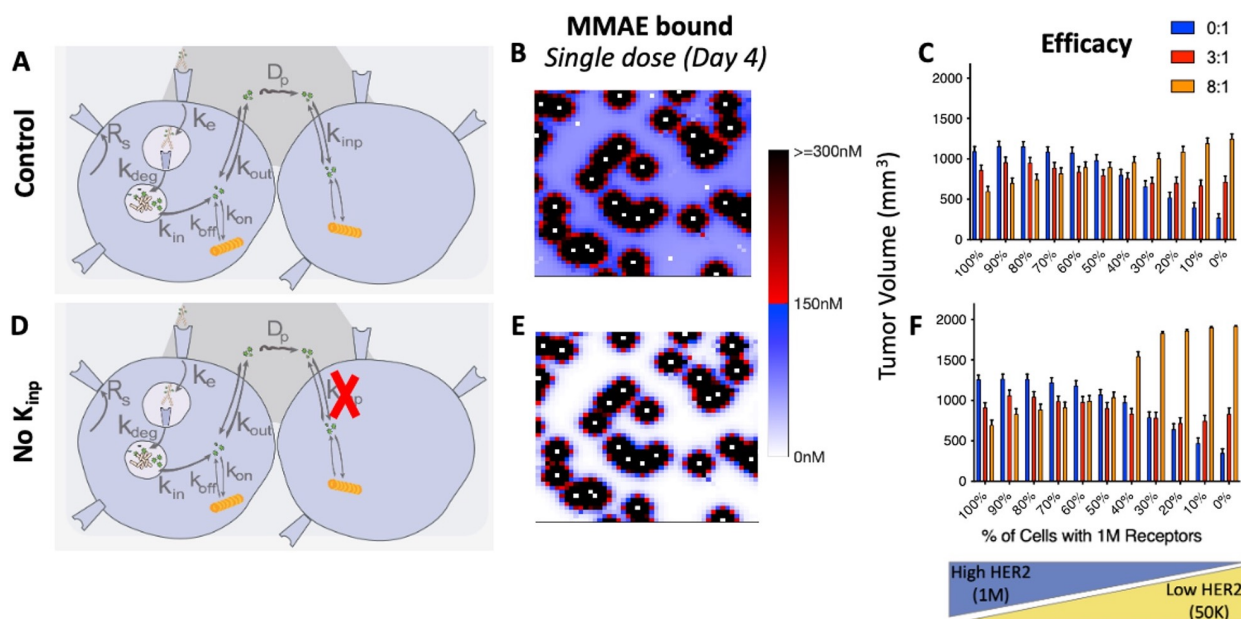 MMAE bound
Single dose (Day 4)
A
Control
Dp
ke
Rs
kdeg
kin
koff
kon
kout
kinp
B
>=300nM
150nM
0nM
C
Efficacy
0:1
3:1
8:1
Tumor Volume (mm3)
2000
1500
1000
500
0
100%
90%
80%
70%
60%
50%
40%
30%
20%
10%
0%
D
No Kinp
Dp
ke
Rs
kdeg
kin
koff
kon
kout
E
F
2000
1500
1000
500
0
100%
90%
80%
70%
60%
50%
40%
30%
20%
10%
0%
% of Cells with 1M Receptors
High HER2
(1M)
Low HER2
(50K)